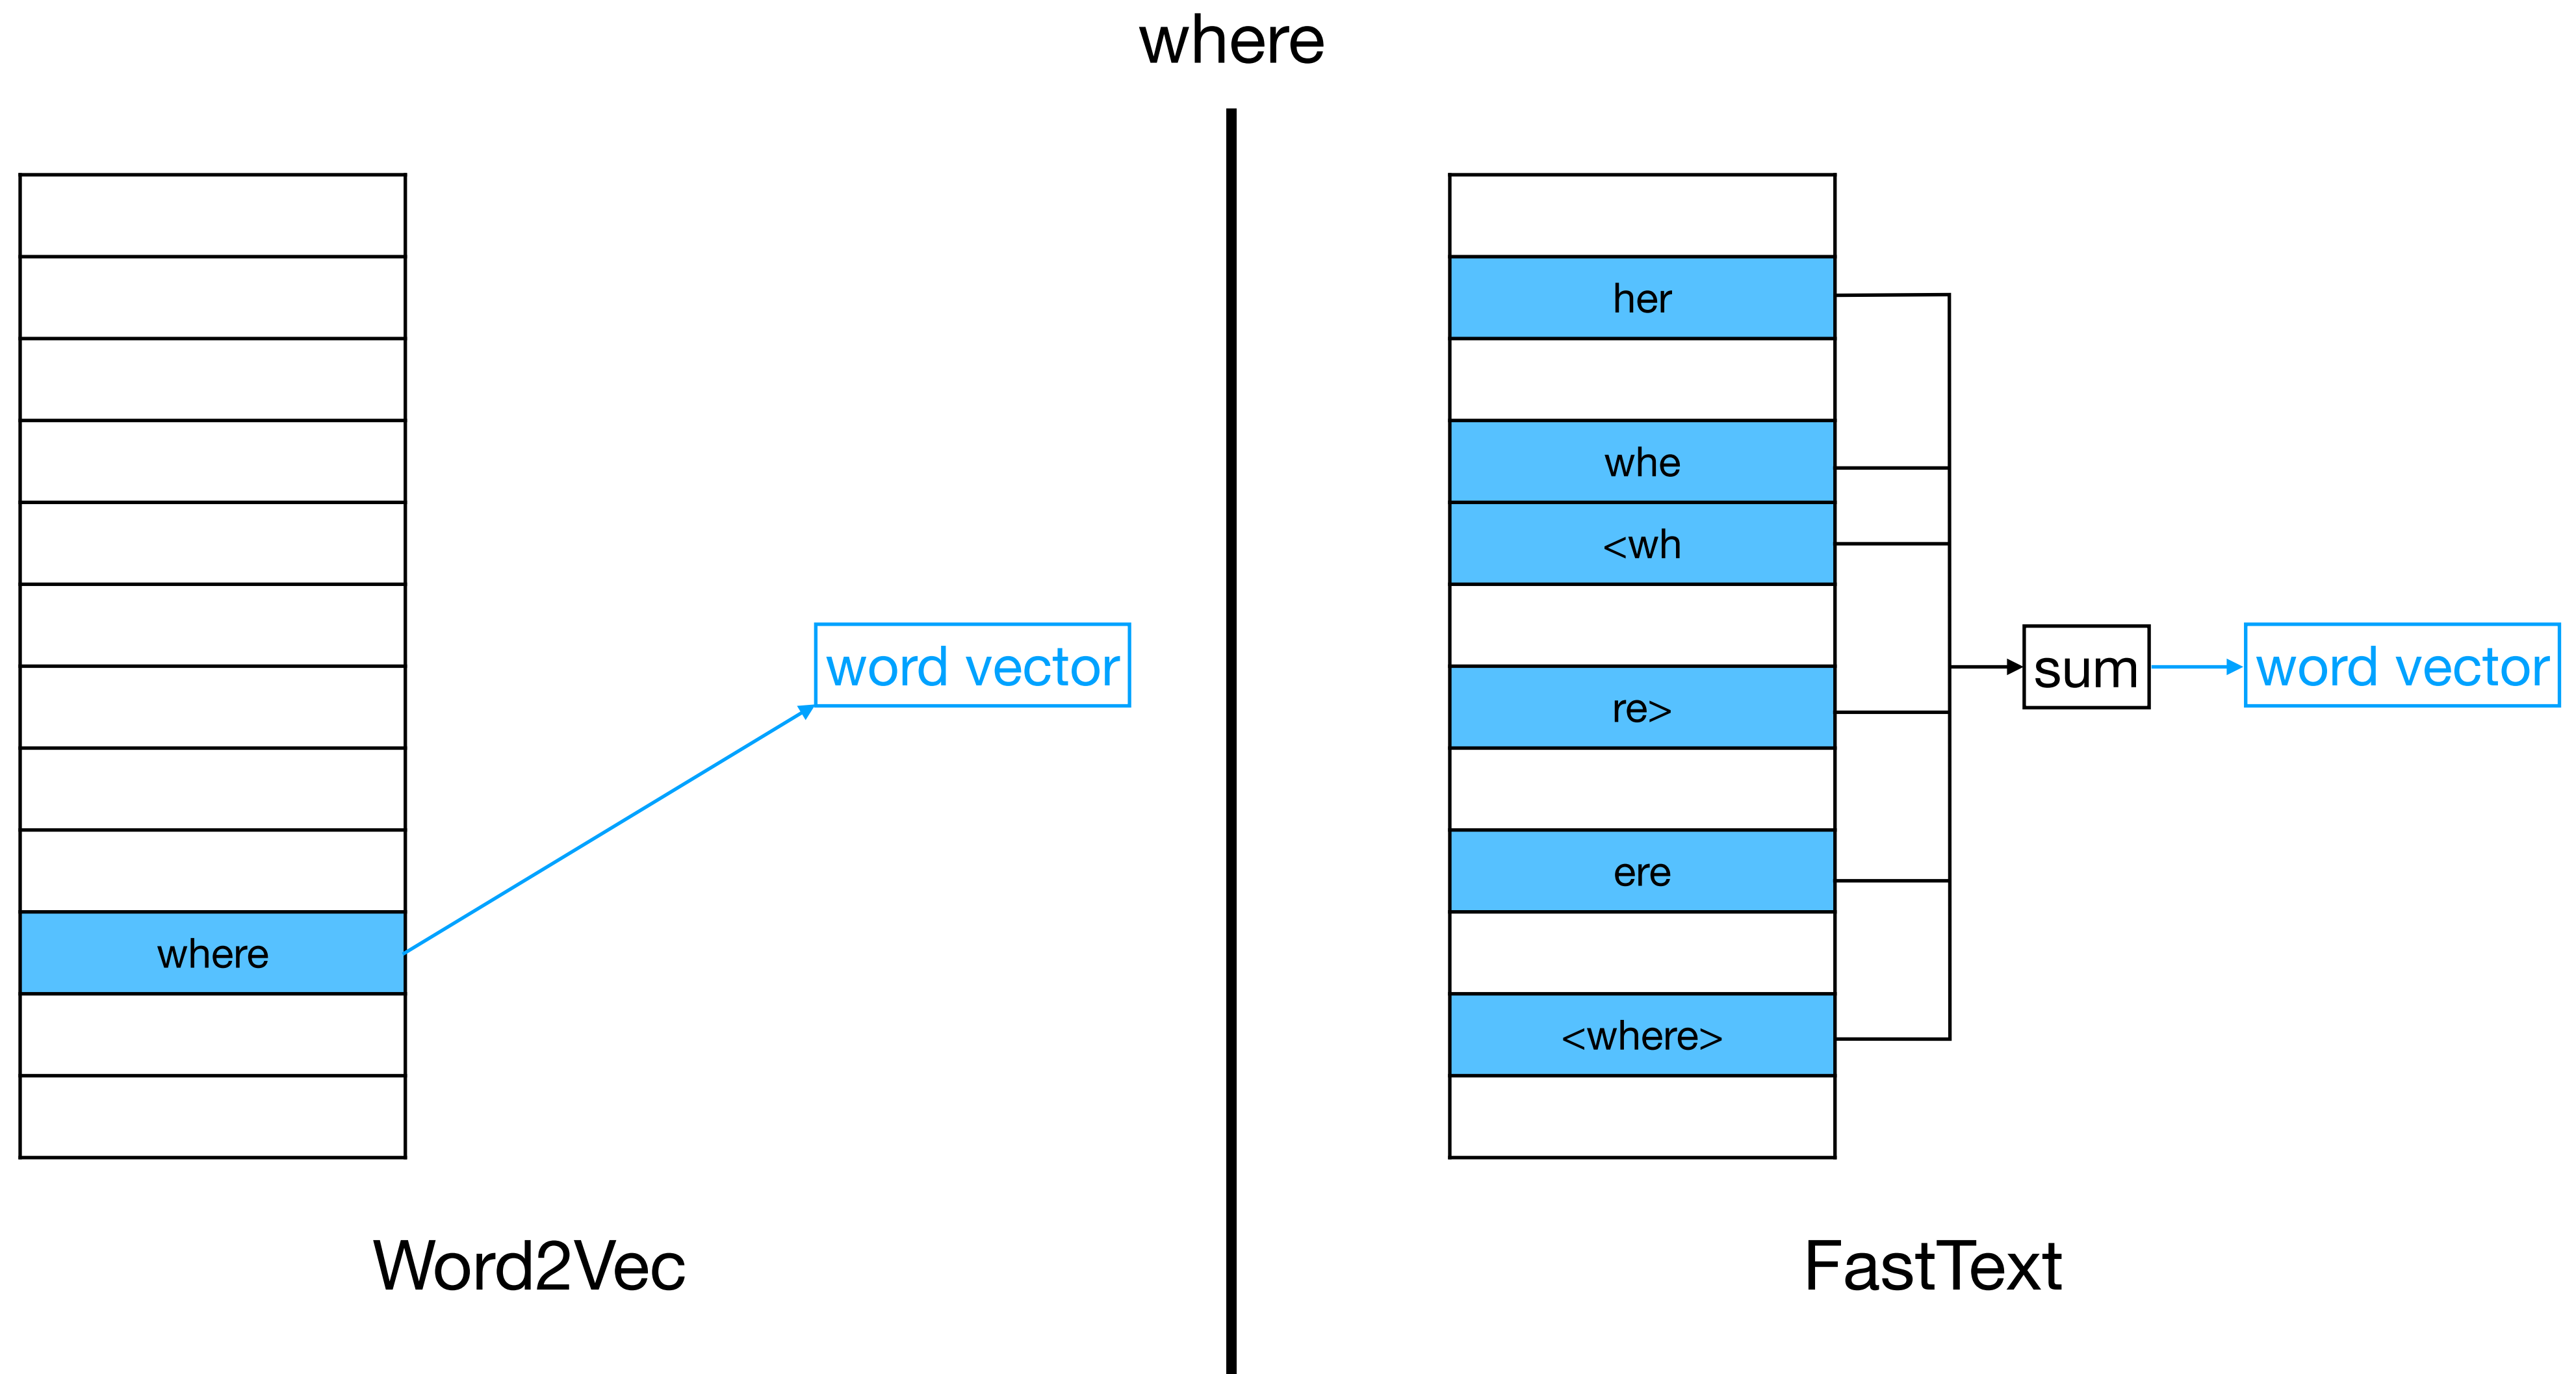 where
where
word vector
Word2Vec
her
whe
<wh
re>
ere
<where>
sum
word vector
FastText